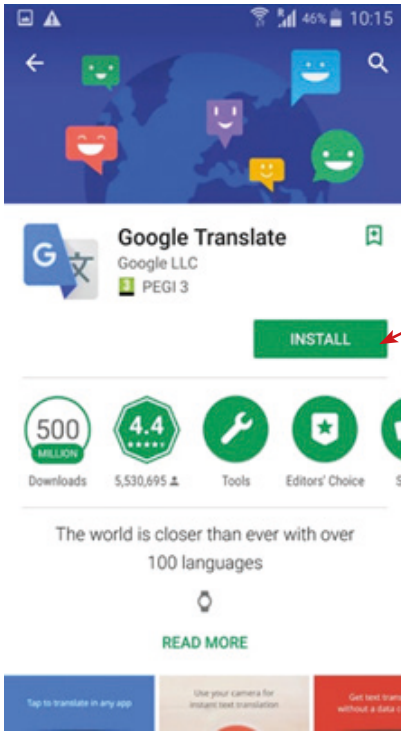 46% 10:15
Google Translate
Google LLC
3 PEGI 3
INSTALL
500
MILLION
Downloads
4.4
5,530,695
Tools
Editors' Choice
The world is closer than ever with over
100 languages
READ MORE
Tap to translate in any app
Use your camera for
instant text translation
Get text
without a data